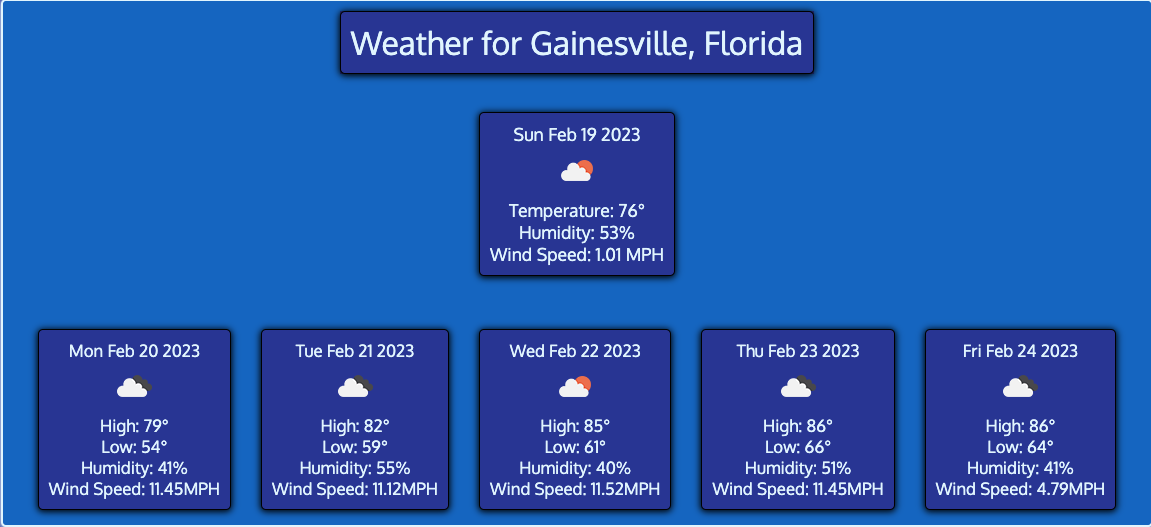 Weather for Gainesville, Florida
Sun Feb 19 2023
Temperature: 76°
Humidity: 53%
Wind Speed: 1.01 MPH
Mon Feb 20 2023
High: 79°
Low: 54°
Humidity: 41%
Wind Speed: 11.45MPH
Tue Feb 21 2023
High: 82°
Low: 59°
Humidity: 55%
Wind Speed: 11.12MPH
Wed Feb 22 2023
High: 85°
Low: 61°
Humidity: 40%
Wind Speed: 11.52MPH
Thu Feb 23 2023
High: 86°
Low: 66°
Humidity: 51%
Wind Speed: 11.45MPH
Fri Feb 24 2023
High: 86°
Low: 64°
Humidity: 41%
Wind Speed: 4.79MPH